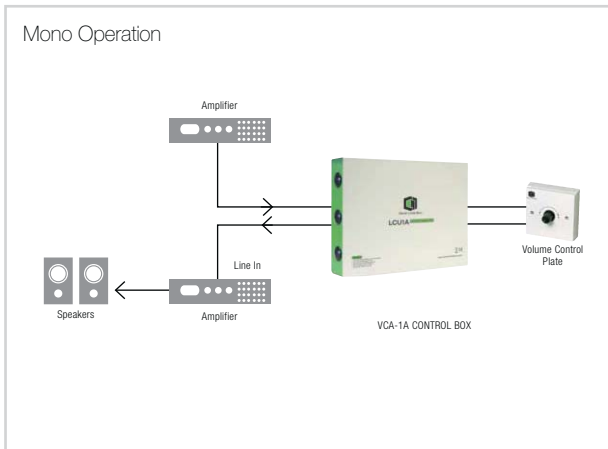 Mono Operation
Amplifier
LCU1A
Line In
Volume Control
Plate
Speakers
Amplifier
VCA-1A CONTROL BOX